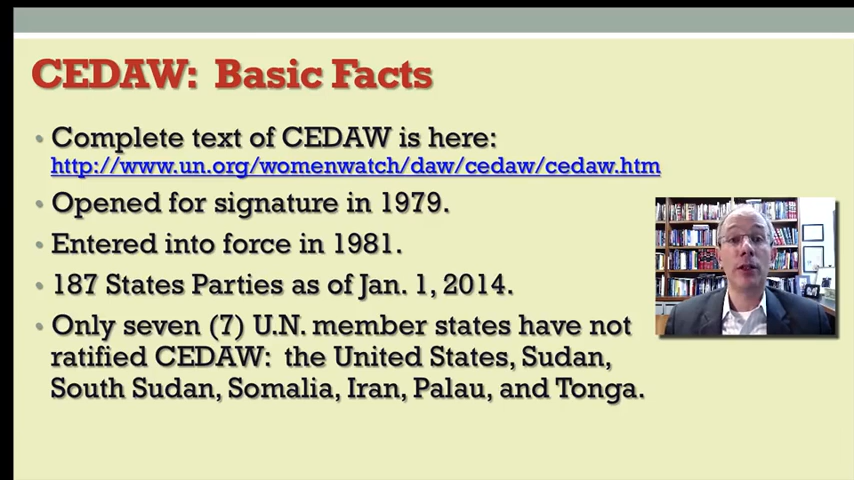 CEDAW: Basic Facts
• Complete text of CEDAW is here:
http://www.un.org/womenwatch/daw/cedaw/cedaw.htm
• Opened for signature in 1979.
• Entered into force in 1981.
• 187 States Parties as of Jan. 1, 2014.
• Only seven (7) U.N. member states have not
ratified CEDAW: the United States, Sudan,
South Sudan, Somalia, Iran, Palau, and Tonga.